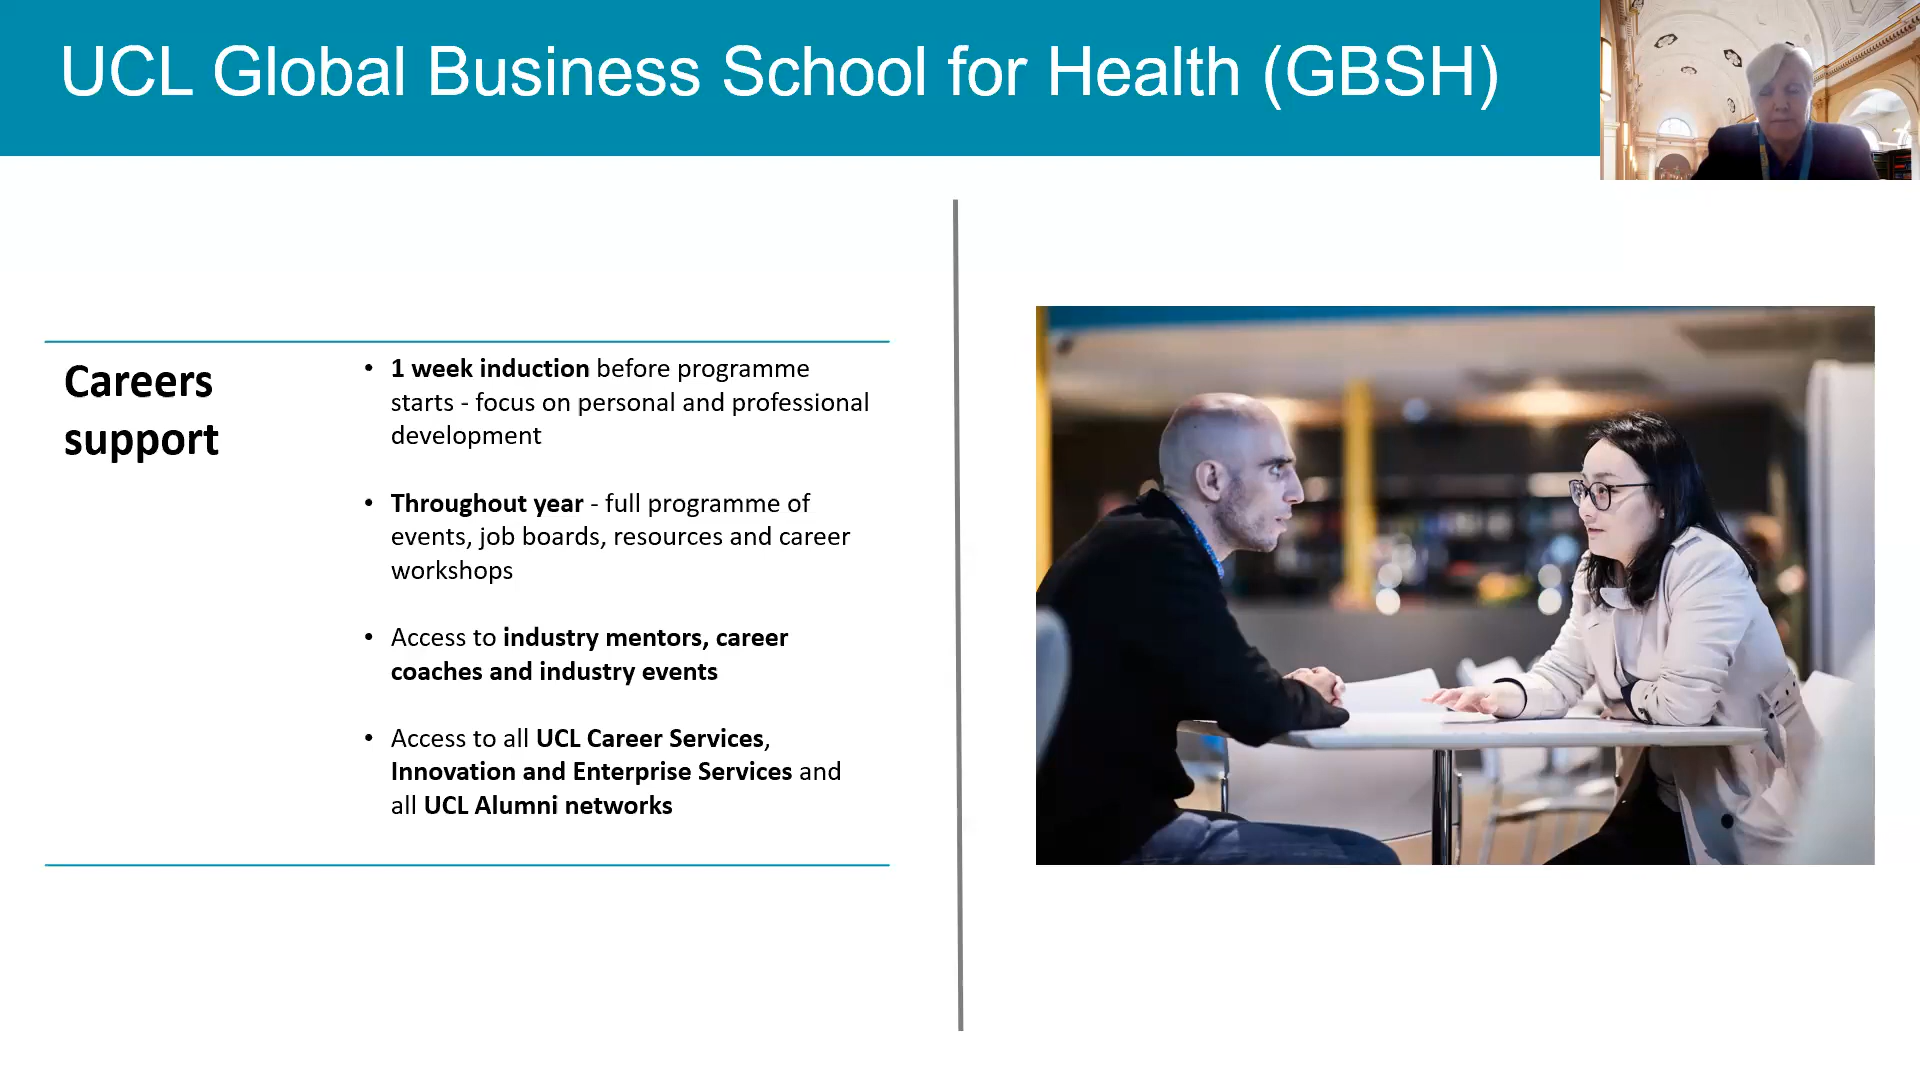 UCL Global Business School for Health (GBSH)
Careers
support
• 1 week induction before programme
starts - focus on personal and professional
development
• Throughout year - full programme of
events, job boards, resources and career
workshops
• Access to industry mentors, career
coaches and industry events
• Access to all UCL Career Services,
Innovation and Enterprise Services and
all UCL Alumni networks